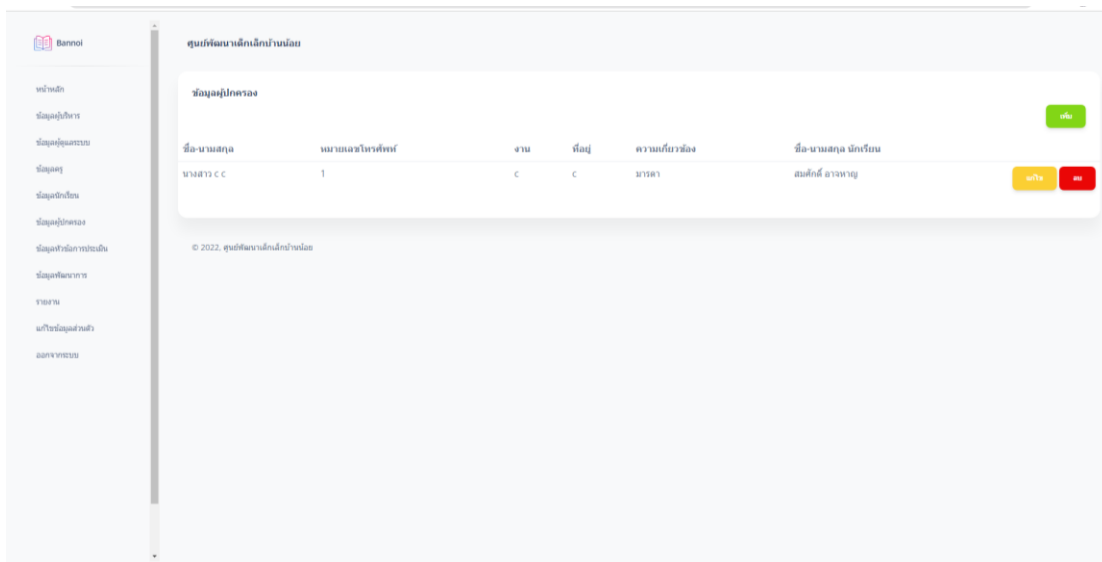 Bannoi
ศูนย์พัฒนาเด็กเล็กบ้านน้อย
หน้าหลัก
ข้อมูลผู้บริหาร
ข้อมูลผู้ดูแลระบบ
ข้อมูลครู
ข้อมูลนักเรียน
ข้อมูลผู้ปกครอง
ข้อมูลหัวข้อการประเมิน
ข้อมูลพัฒนาการ
รายงาน
แก้ไขข้อมูลส่วนตัว
ออกจากระบบ
ข้อมูลผู้ปกครอง
เพิ่ม
ชื่อ-นามสกุล หมายเลขโทรศัพท์ งาน ที่อยู่ ความเกี่ยวข้อง ชื่อ-นามสกุล นักเรียน
นางสาว c c 1 c c มารดา สมศักดิ์ อาจหาญ แก้ไข ลบ
© 2022, ศูนย์พัฒนาเด็กเล็กบ้านน้อย